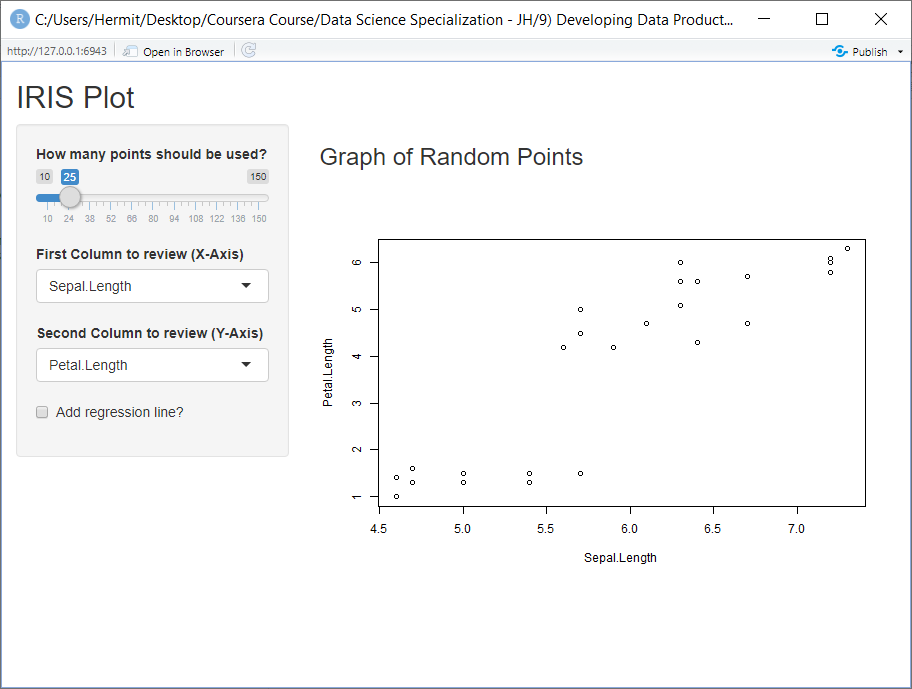 R C:/Users/Hermit/Desktop/Coursera Course/Data Science Specialization - JH/9) Developing Data Product...
http://127.0.0.1:6943 Open in Browser Publish
IRIS Plot
How many points should be used?
10 25 150
10 24 38 52 66 80 94 108 122 136 150
First Column to review (X-Axis)
Sepal.Length
Second Column to review (Y-Axis)
Petal.Length
Add regression line?
Graph of Random Points
6
5
4
3
2
1
Petal.Length
4.5 5.0 5.5 6.0 6.5 7.0
Sepal.Length